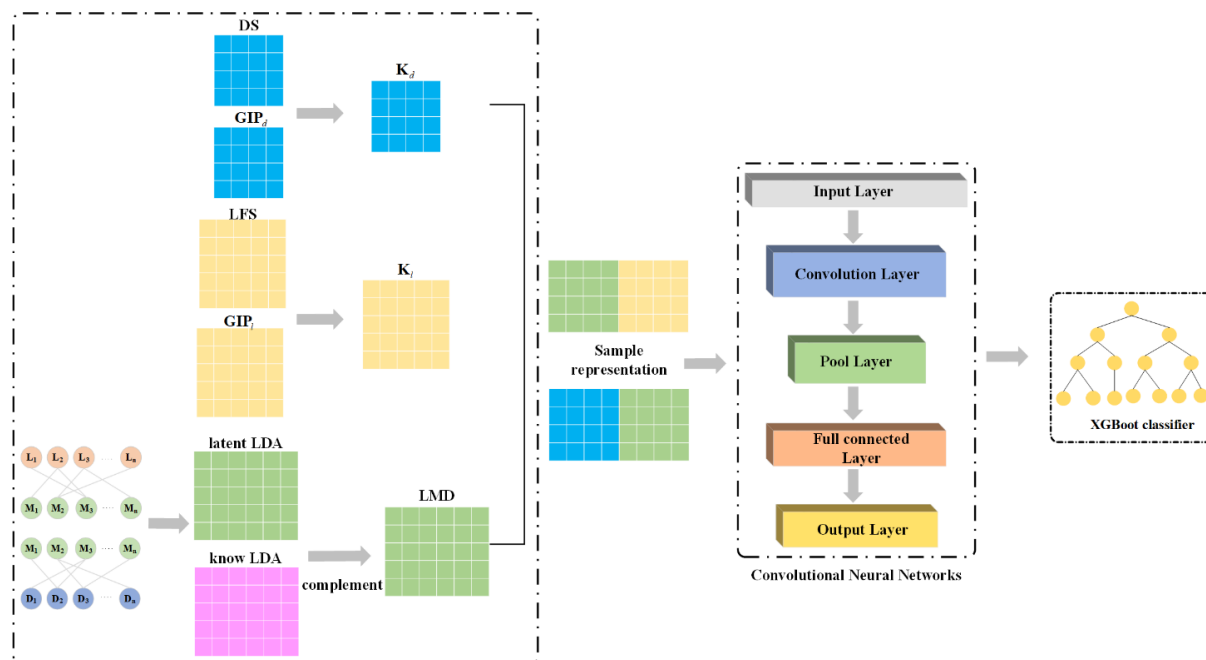 DS
K_d
GIP_d
LFS
K_l
GIP_l
latent LDA
L1 L2 L3 ···· Ln
M1 M2 M3 ···· Mn
M1 M2 M3 ···· Mn
D1 D2 D3 ···· Dn
know LDA
complement
LMD
Sample
representation
Input Layer
Convolution Layer
Pool Layer
Full connected
Layer
Output Layer
Convolutional Neural Networks
XGBoot classifier